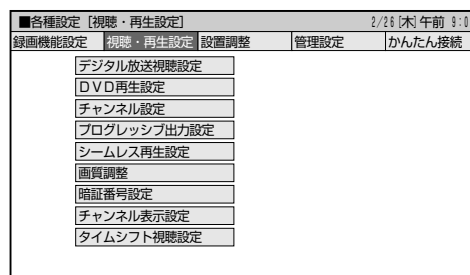 ■各種設定 [視聴・再生設定] 2/26[木]午前 9:0
録画機能設定 視聴・再生設定 設置調整 管理設定 かんたん接続
デジタル放送視聴設定
DVD再生設定
チャンネル設定
プログレッシブ出力設定
シームレス再生設定
画質調整
暗証番号設定
チャンネル表示設定
タイムシフト視聴設定